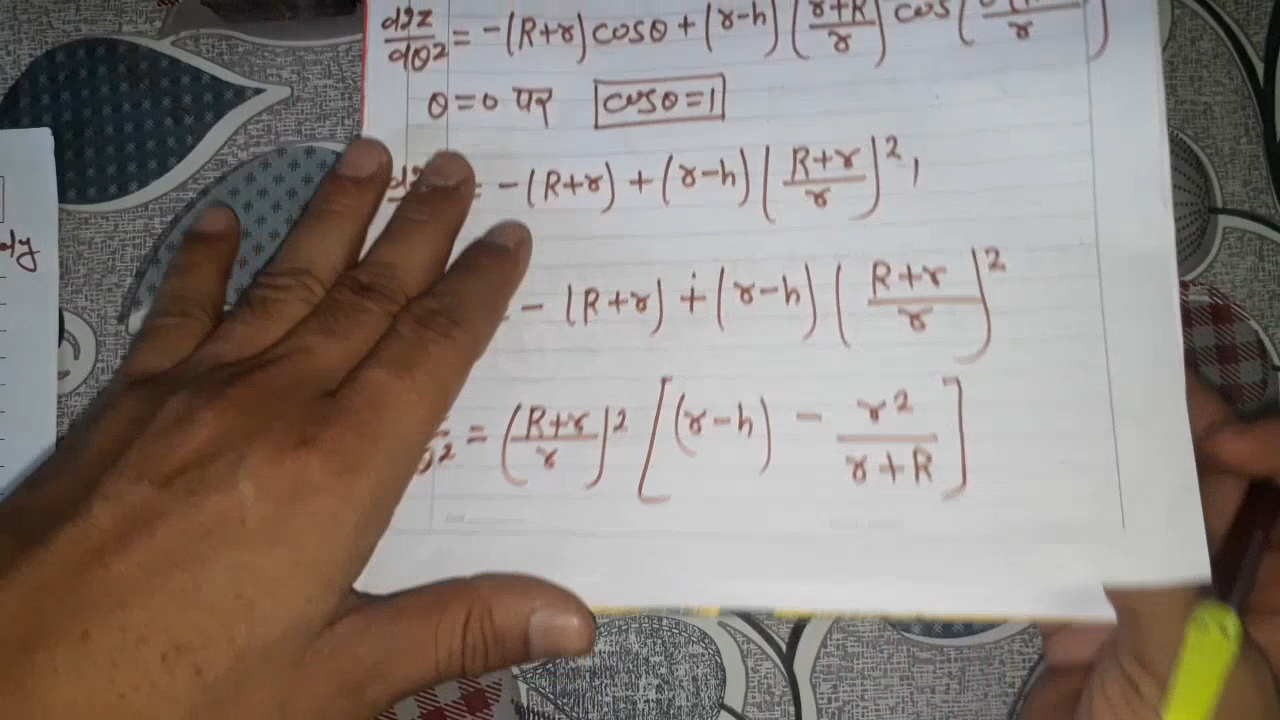 d²z/dθ² = -(R+r) cosθ + (r-h) (r+R/r) cos(
θ=0 पर cosθ=1
= -(R+r) + (r-h) (R+r/r)²,
- (R+r) + (r-h) (R+r/r)²
= (R+r/r)² [(r-h) - r²/r+R]